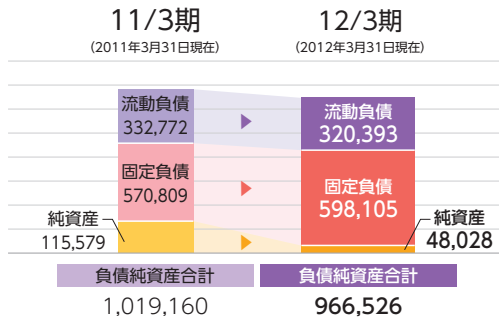 11/3期
(2011年3月31日現在)
12/3期
(2012年3月31日現在)
流動負債
332,772
固定負債
570,809
純資産
115,579
流動負債
320,393
固定負債
598,105
純資産
48,028
負債純資産合計
1,019,160
負債純資産合計
966,526